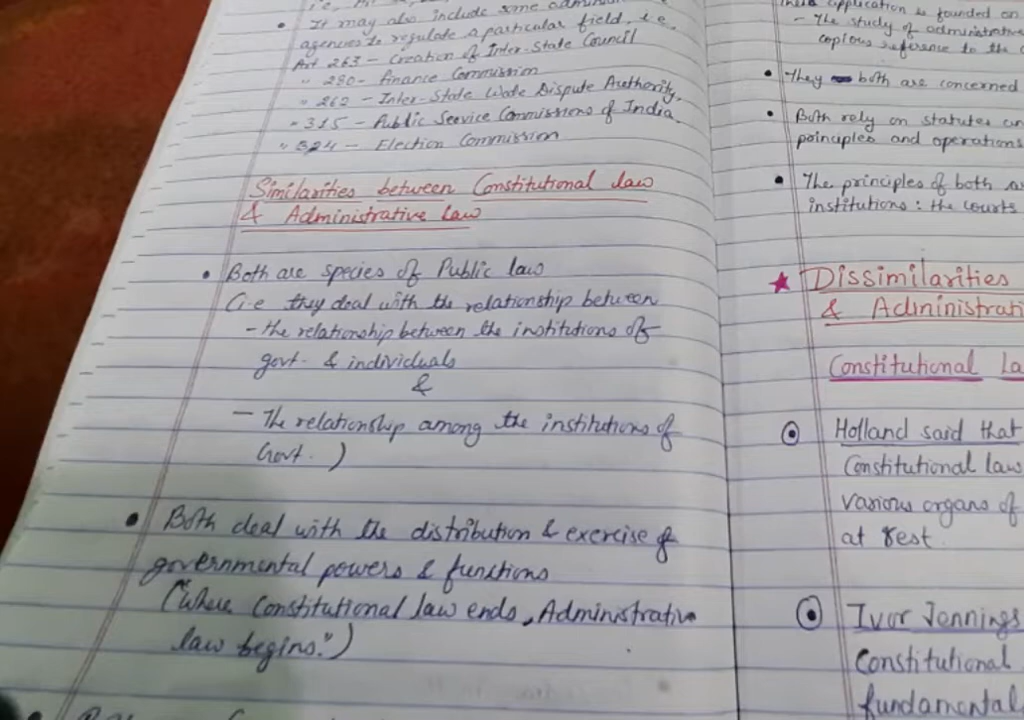 It may also include some
agencies to regulate a particular field, i.e.
Art 263 - Creation of Inter-State Council
" 280 - Finance Commission
" 262 - Inter-State Wate Dispute Authority.
" 315 - Public Service Commissions of India
" 324 - Election Commission
Similarities between Constitutional law
& Administrative law
• Both are species of Public law
(i.e they deal with the relationship between
- the relationship between the institutions of
govt. & individuals
&
- The relationship among the institutions of
Govt. )
• Both deal with the distribution & exercise of
governmental powers & functions
("Where Constitutional law ends, Administrative
law begins.")
application is founded on
- The study of administrative
copious reference to the
• They both are concerned
• Both rely on statutes
principles and operations
• The principles of both
institutions : the courts
★ Dissimilarities
& Administrati
Constitutional La
Holland said that
Constitutional law
various organs of
at rest
Ivor Jennings
Constitutional
fundamental